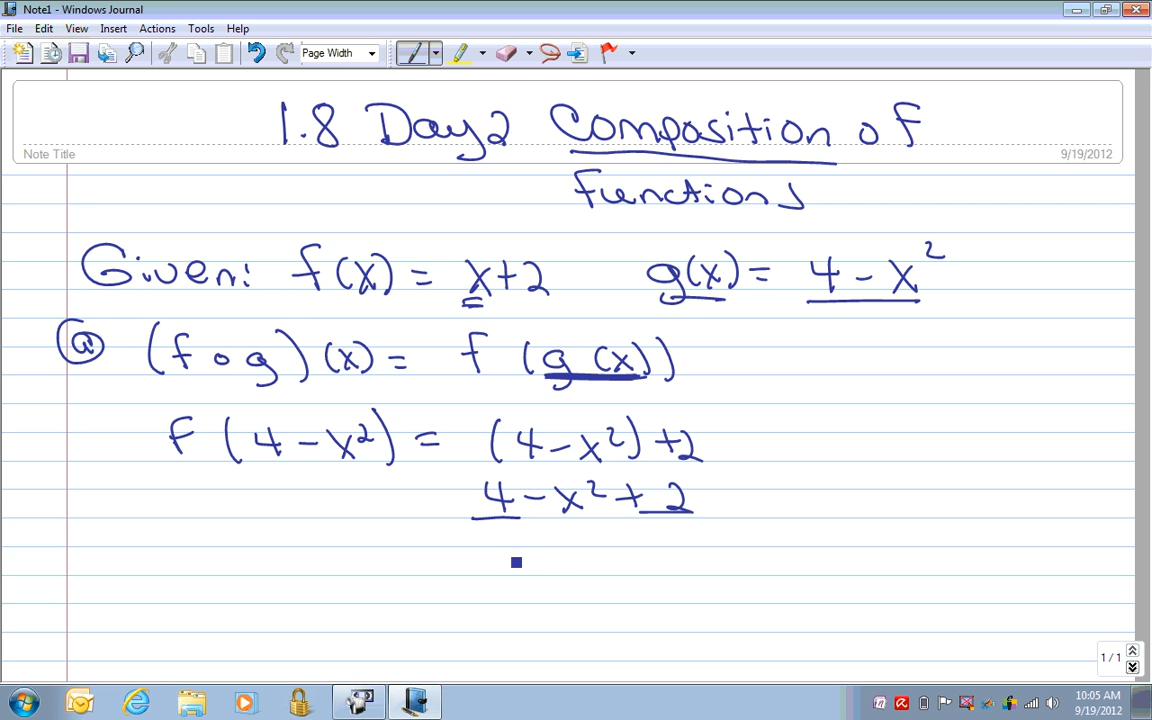 Note1 - Windows Journal
File Edit View Insert Actions Tools Help
Page Width
1.8 Day2 Composition of
Note Title
9/19/2012
functions
Given: f(x) = x+2 g(x) = 4 - x²
(a) (f ∘ g)(x) = f (g(x))
f (4 - x²) = (4 - x²) +2
4 - x² + 2
1 / 1
10:05 AM
9/19/2012